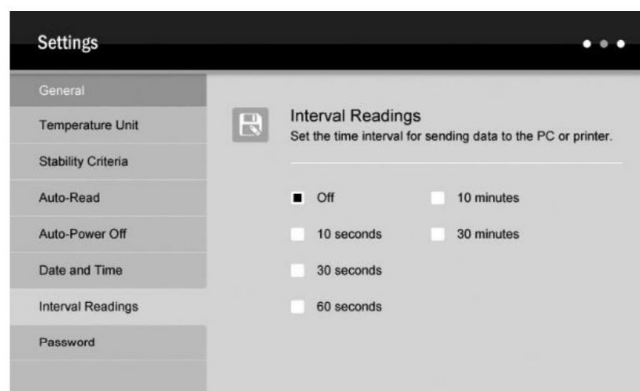 Settings
General
Temperature Unit
Stability Criteria
Auto-Read
Auto-Power Off
Date and Time
Interval Readings
Password
Interval Readings
Set the time interval for sending data to the PC or printer.
Off
10 minutes
10 seconds
30 minutes
30 seconds
60 seconds